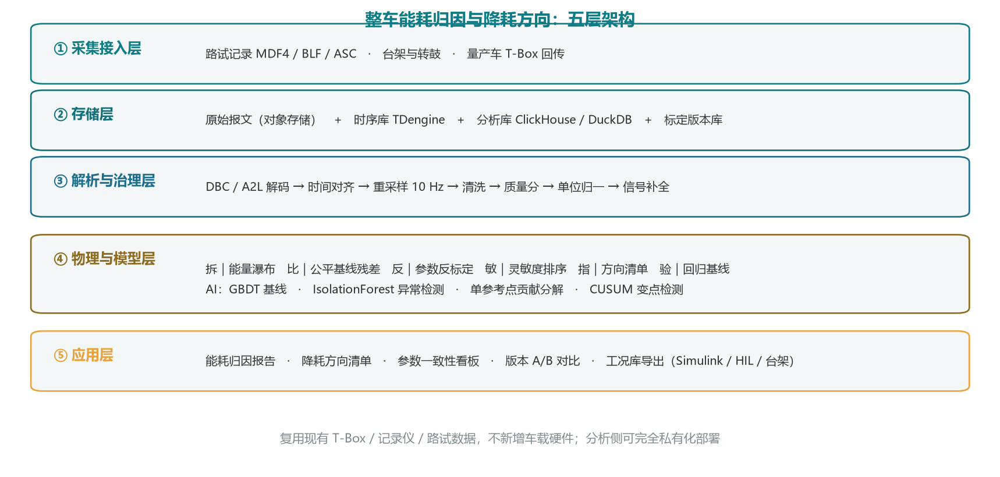 整车能耗归因与降耗方向：五层架构
① 采集接入层
路试记录 MDF4 / BLF / ASC · 台架与转鼓 · 量产车 T-Box 回传
② 存储层
原始报文（对象存储） + 时序库 TDengine + 分析库 ClickHouse / DuckDB + 标定版本库
③ 解析与治理层
DBC / A2L 解码 → 时间对齐 → 重采样 10 Hz → 清洗 → 质量分 → 单位归一 → 信号补全
④ 物理与模型层
拆 | 能量瀑布 比 | 公平基线残差 反 | 参数反标定 敏 | 灵敏度排序 指 | 方向清单 验 | 回归基线
AI：GBDT 基线 · IsolationForest 异常检测 · 单参考点贡献分解 · CUSUM 变点检测
⑤ 应用层
能耗归因报告 · 降耗方向清单 · 参数一致性看板 · 版本 A/B 对比 · 工况库导出（Simulink / HIL / 台架）
复用现有 T-Box / 记录仪 / 路试数据，不新增车载硬件；分析侧可完全私有化部署